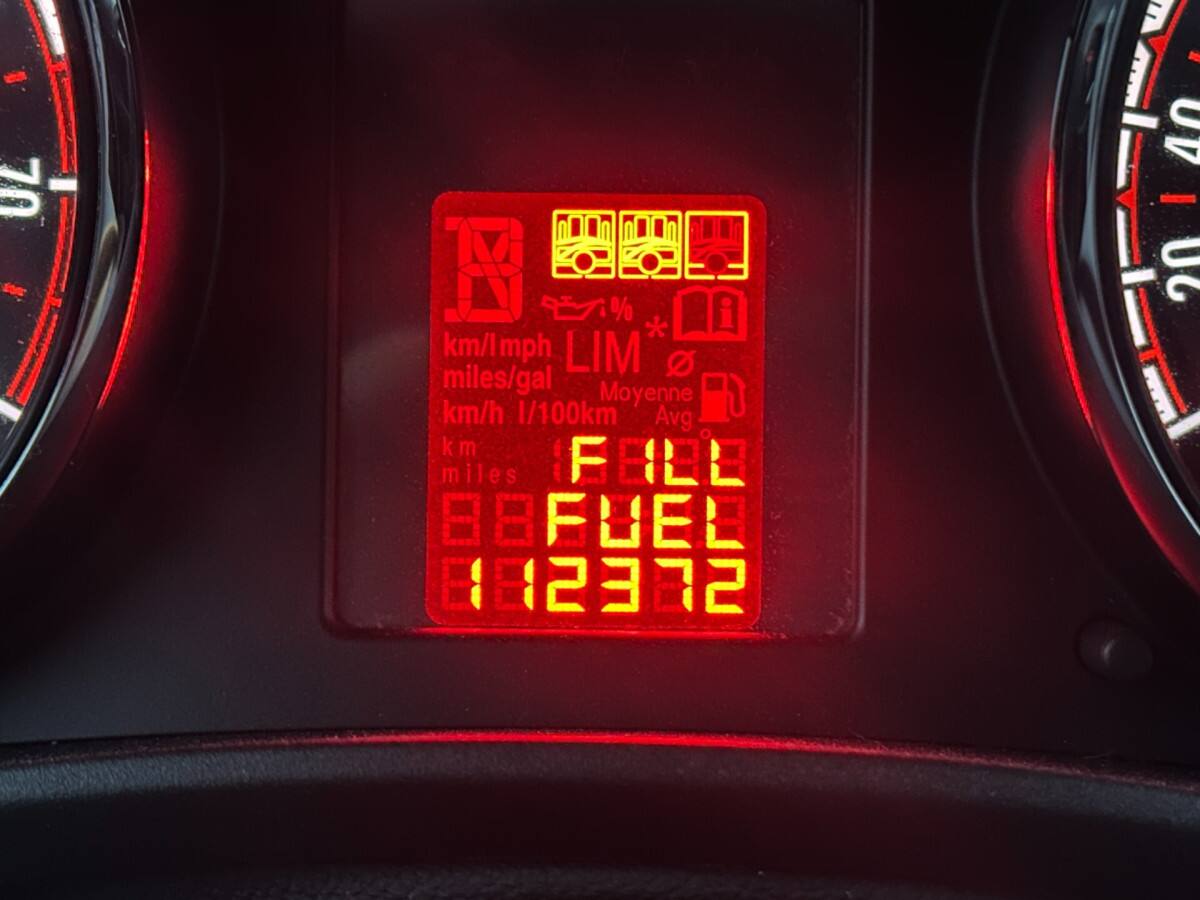 %
i
km/l mph LIM *
miles/gal Ø
Moyenne
km/h l/100km Avg
km
miles FILL
FUEL
112372
70
40
20